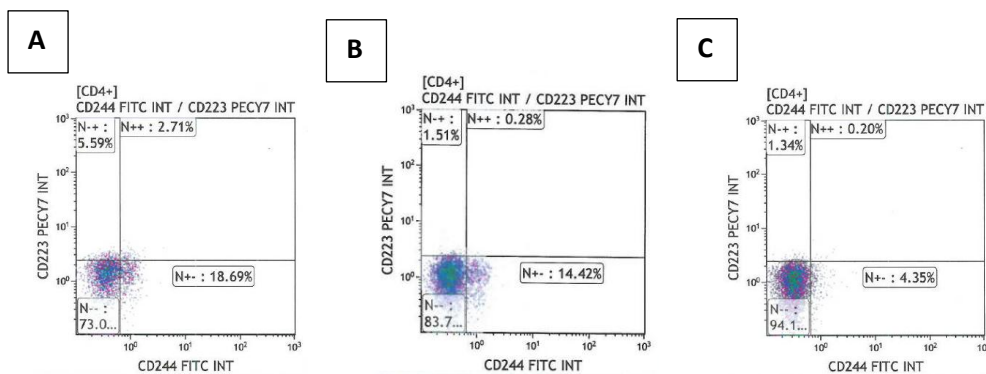 A
[CD4+]
CD244 FITC INT / CD223 PECY7 INT
N-+ :
5.59%
N++ : 2.71%
N+- : 18.69%
N-- :
73.0...
CD223 PECY7 INT
10³
10²
10¹
10⁰
10⁰
10¹
10²
10³
CD244 FITC INT
B
[CD4+]
CD244 FITC INT / CD223 PECY7 INT
N-+ :
1.51%
N++ : 0.28%
N+- : 14.42%
N-- :
83.7...
CD223 PECY7 INT
10³
10²
10¹
10⁰
10⁰
10¹
10²
10³
CD244 FITC INT
C
[CD4+]
CD244 FITC INT / CD223 PECY7 INT
N-+ :
1.34%
N++ : 0.20%
N+- : 4.35%
N-- :
94.1...
CD223 PECY7 INT
10³
10²
10¹
10⁰
10⁰
10¹
10²
10³
CD244 FITC INT